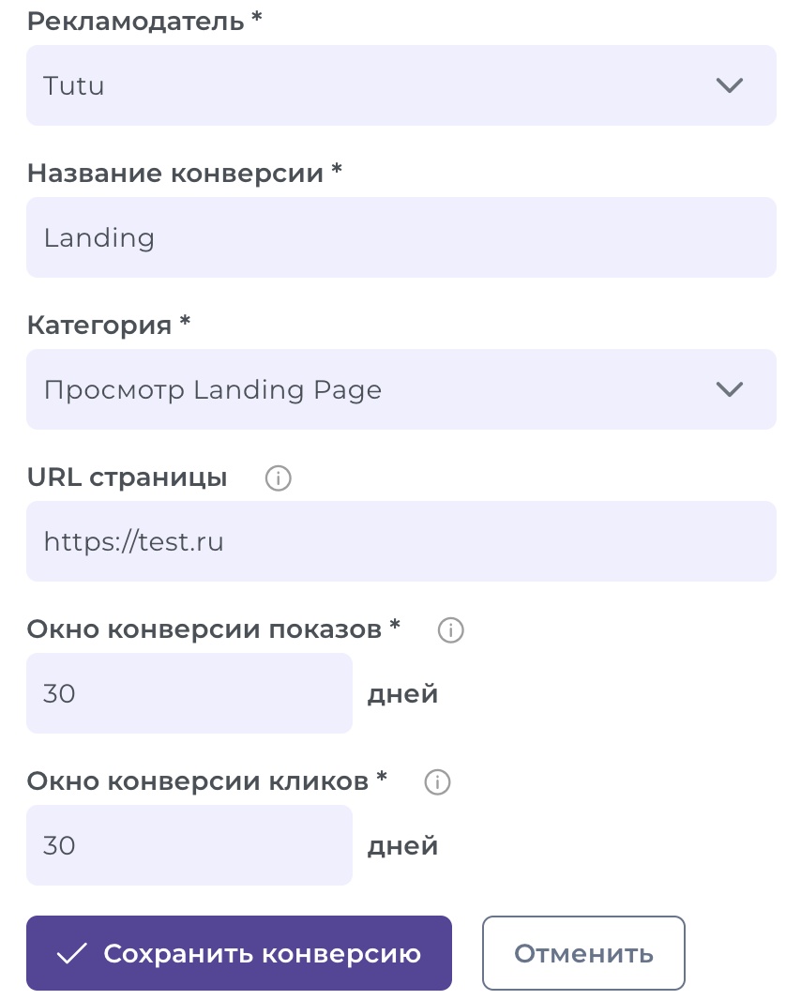 Рекламодатель *
Tutu
Название конверсии *
Landing
Категория *
Просмотр Landing Page
URL страницы
https://test.ru
Окно конверсии показов *
30 дней
Окно конверсии кликов *
30 дней
Сохранить конверсию Отменить